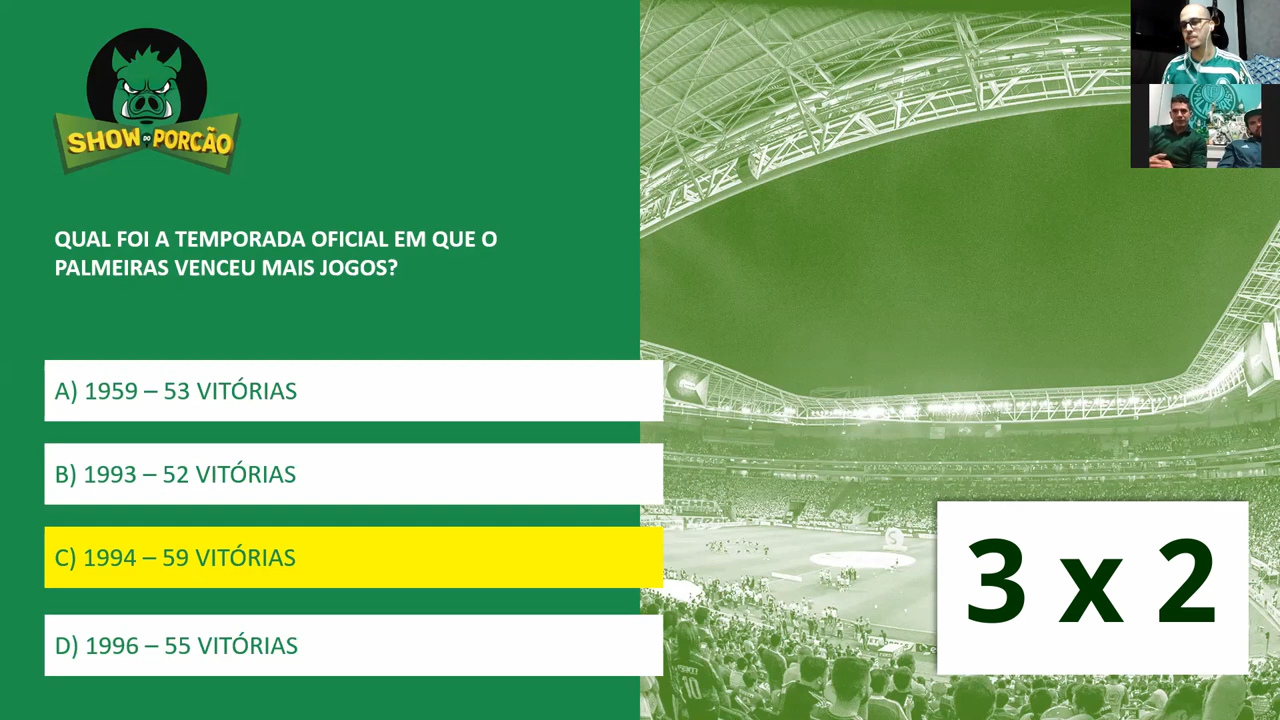 SHOW DO PORCÃO
QUAL FOI A TEMPORADA OFICIAL EM QUE O
PALMEIRAS VENCEU MAIS JOGOS?
A) 1959 – 53 VITÓRIAS
B) 1993 – 52 VITÓRIAS
C) 1994 – 59 VITÓRIAS
D) 1996 – 55 VITÓRIAS
3 x 2
10